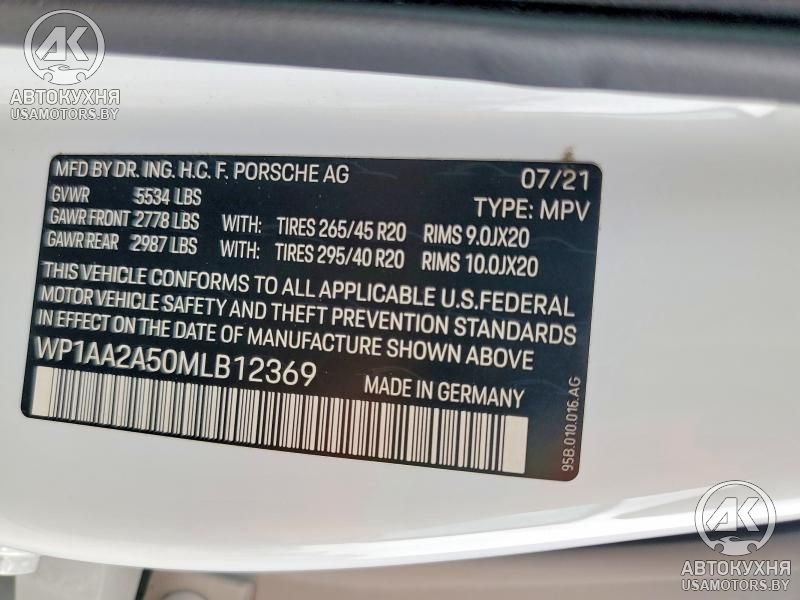 AK
АВТОКУХНЯ
USAMOTORS.BY
MFD BY DR. ING. H.C. F. PORSCHE AG 07/21
GVWR 5534 LBS TYPE: MPV
GAWR FRONT 2778 LBS WITH: TIRES 265/45 R20 RIMS 9.0JX20
GAWR REAR 2987 LBS WITH: TIRES 295/40 R20 RIMS 10.0JX20
THIS VEHICLE CONFORMS TO ALL APPLICABLE U.S.FEDERAL
MOTOR VEHICLE SAFETY AND THEFT PREVENTION STANDARDS
IN EFFECT ON THE DATE OF MANUFACTURE SHOWN ABOVE
WP1AA2A50MLB12369 MADE IN GERMANY
95B.010.016.AG
AK
АВТОКУХНЯ
USAMOTORS.BY